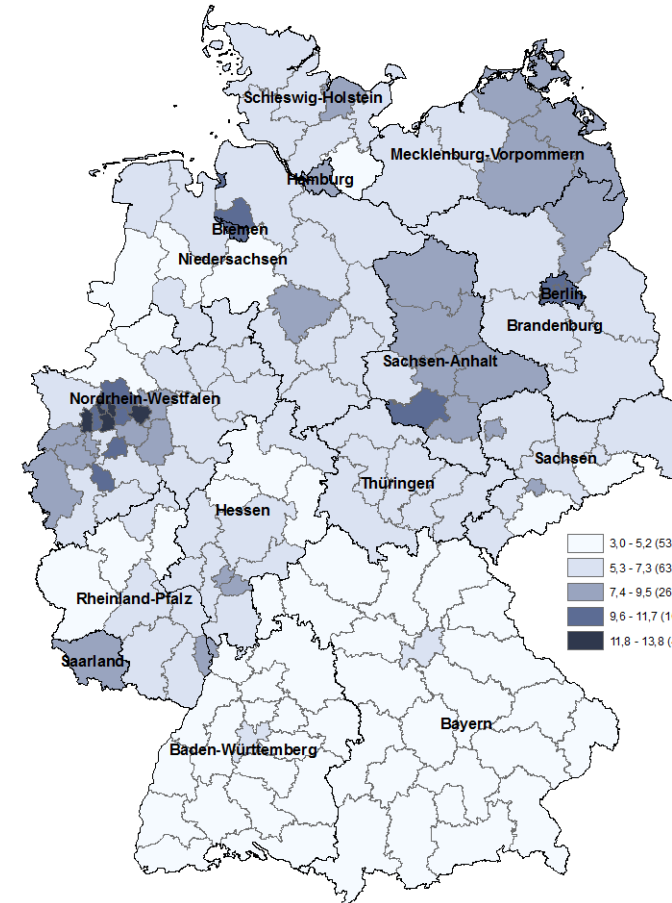 Schleswig-Holstein
Mecklenburg-Vorpommern
Hamburg
Bremen
Niedersachsen
Berlin
Brandenburg
Sachsen-Anhalt
Nordrhein-Westfalen
Sachsen
Thüringen
Hessen
3,0 - 5,2 (53
5,3 - 7,3 (63
7,4 - 9,5 (26
9,6 - 11,7 (1
11,8 - 13,8 (
Rheinland-Pfalz
Saarland
Bayern
Baden-Württemberg